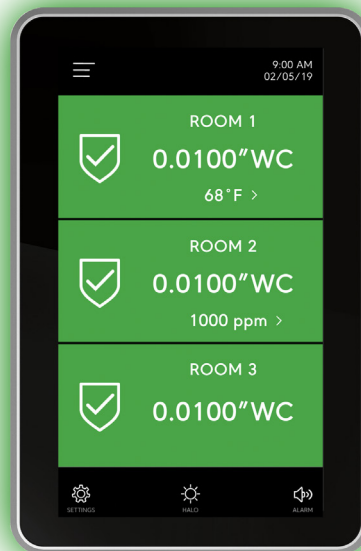 9:00 AM
02/05/19
ROOM 1
0.0100″WC
68°F >
ROOM 2
0.0100″WC
1000 ppm >
ROOM 3
0.0100″WC
SETTINGS
HALO
ALARM